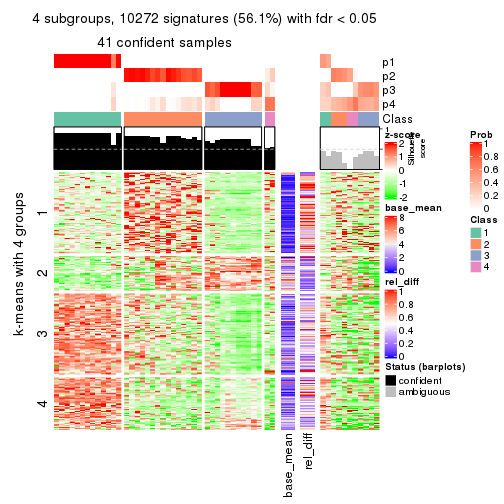 4 subgroups, 10272 signatures (56.1%) with fdr < 0.05
41 confident samples
p1
p2
p3
p4
Class
1
Silhouette
score
k-means with 4 groups
1
2
3
4
base_mean
rel_diff
z-score
2
1
0
-1
-2
base_mean
8
6
4
2
0
rel_diff
1
0.8
0.6
0.4
0.2
0
Status (barplots)
confident
ambiguous
Prob
1
0.8
0.6
0.4
0.2
0
Class
1
2
3
4